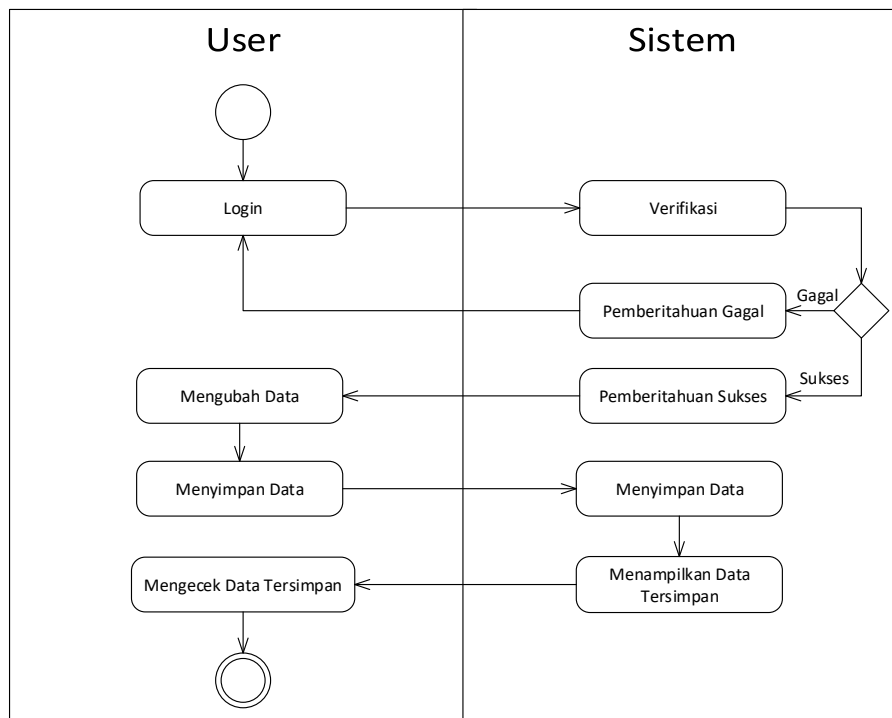 User
Sistem
Login
Verifikasi
Gagal
Pemberitahuan Gagal
Sukses
Mengubah Data
Pemberitahuan Sukses
Menyimpan Data
Menyimpan Data
Mengecek Data Tersimpan
Menampilkan Data
Tersimpan